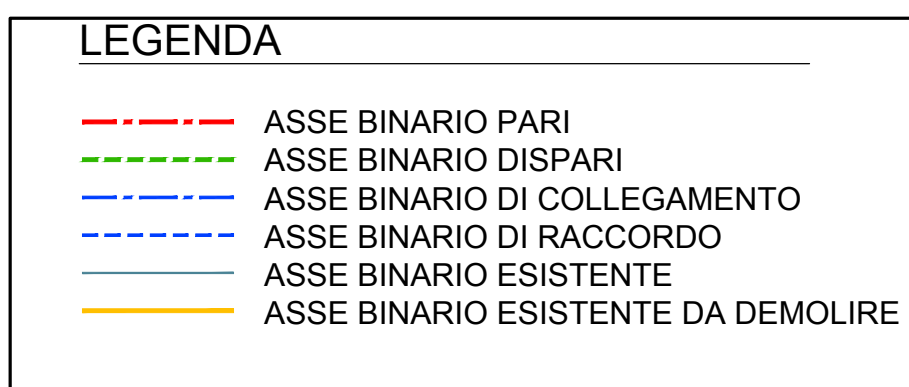 LEGENDA
ASSE BINARIO PARI
ASSE BINARIO DISPARI
ASSE BINARIO DI COLLEGAMENTO
ASSE BINARIO DI RACCORDO
ASSE BINARIO ESISTENTE
ASSE BINARIO ESISTENTE DA DEMOLIRE